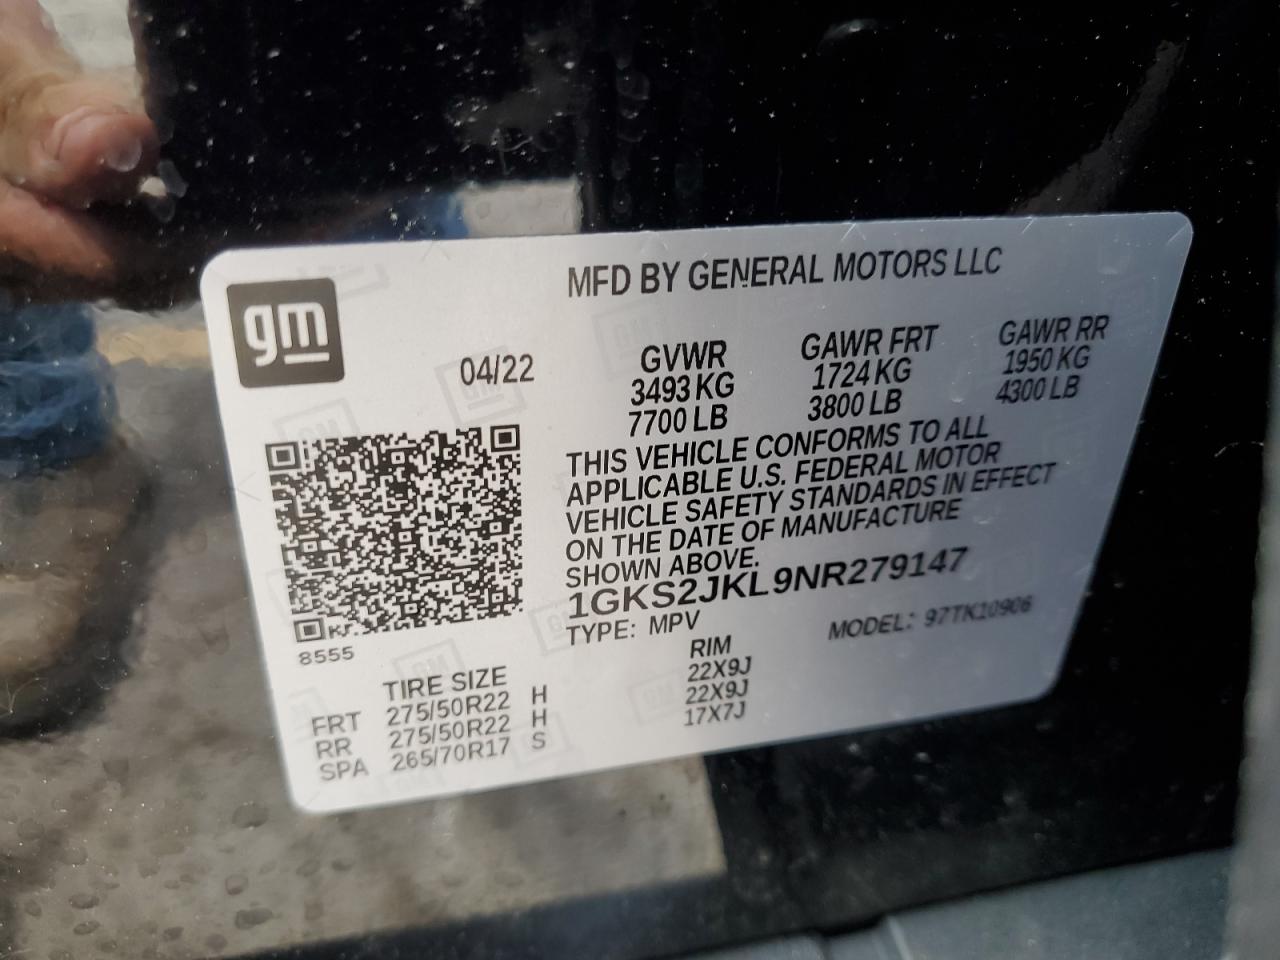 gm
MFD BY GENERAL MOTORS LLC
04/22
GVWR
3493 KG
7700 LB
GAWR FRT
1724 KG
3800 LB
GAWR RR
1950 KG
4300 LB
THIS VEHICLE CONFORMS TO ALL
APPLICABLE U.S. FEDERAL MOTOR
VEHICLE SAFETY STANDARDS IN EFFECT
ON THE DATE OF MANUFACTURE
SHOWN ABOVE.
1GKS2JKL9NR279147
TYPE: MPV
MODEL: 97TK10906
8555
TIRE SIZE RIM
FRT 275/50R22 H 22X9J
RR 275/50R22 H 22X9J
SPA 265/70R17 S 17X7J